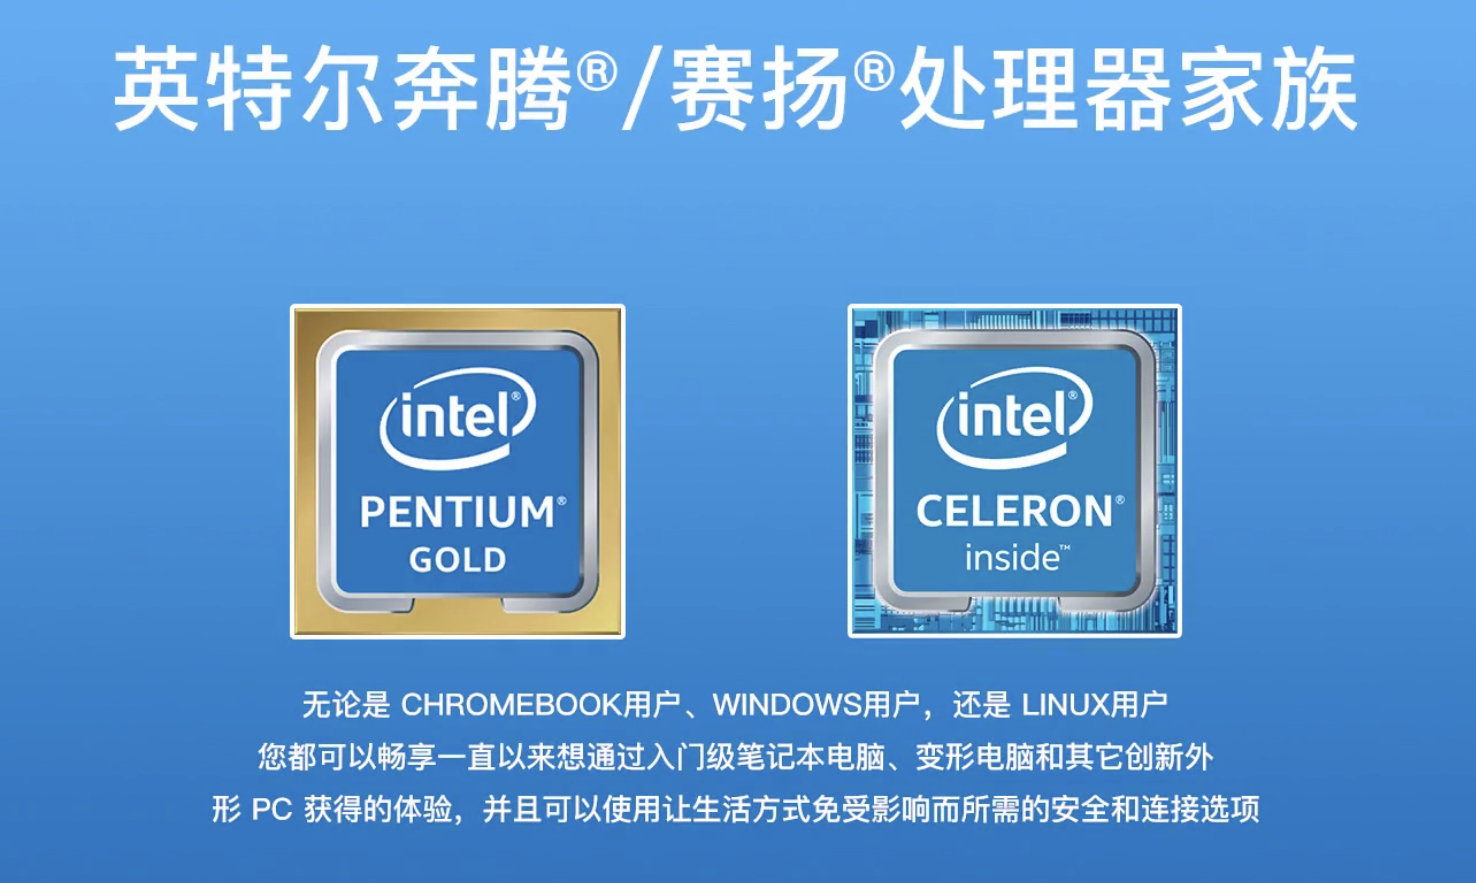 英特尔奔腾®/赛扬®处理器家族
intel®
PENTIUM®
GOLD
intel®
CELERON®
inside™
无论是 CHROMEBOOK用户、WINDOWS用户，还是 LINUX用户
您都可以畅享一直以来想通过入门级笔记本电脑、变形电脑和其它创新外
形 PC 获得的体验，并且可以使用让生活方式免受影响而所需的安全和连接选项